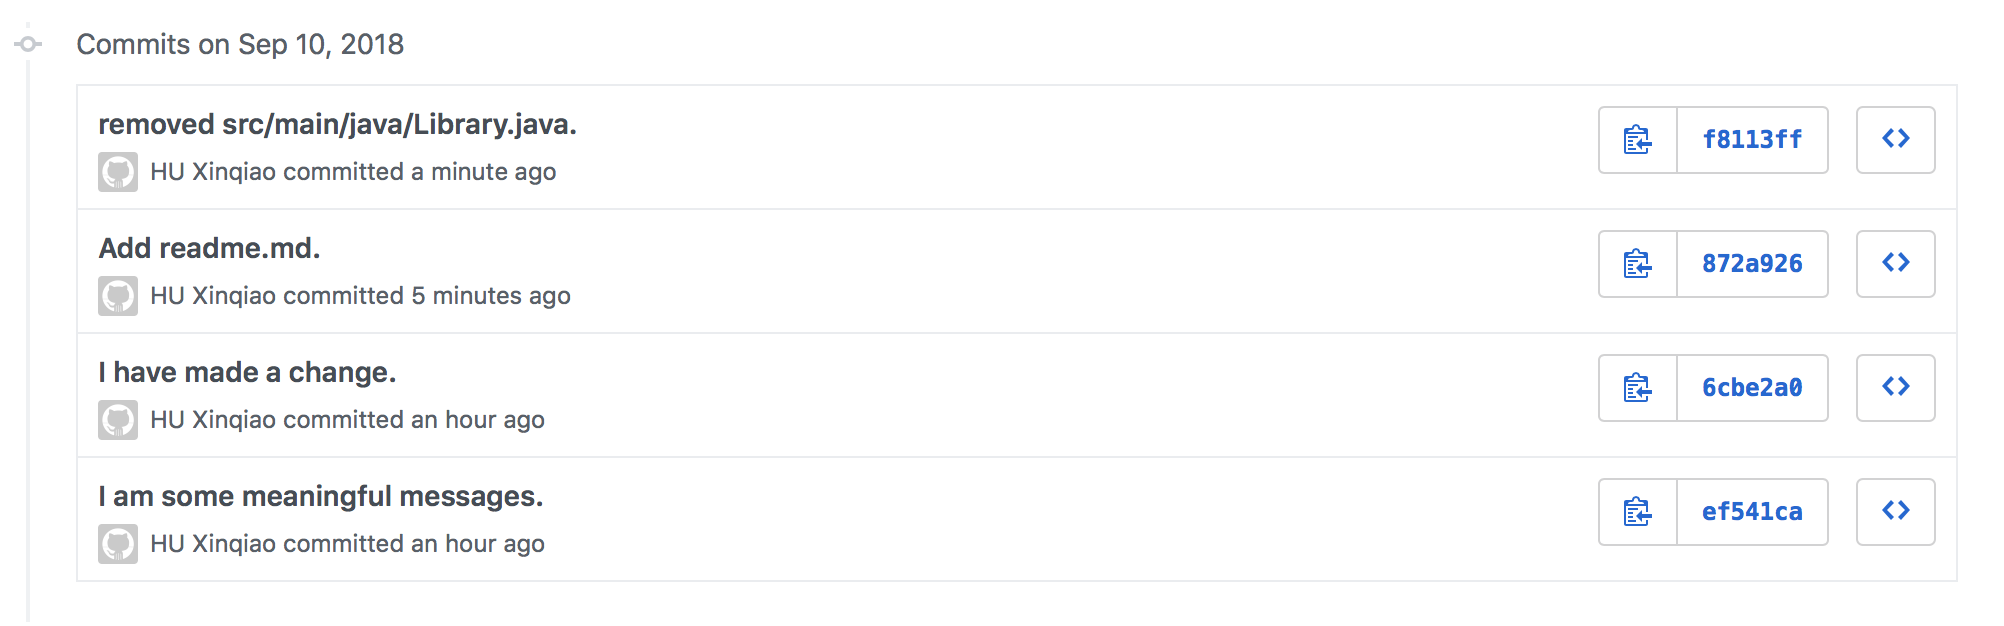 Commits on Sep 10, 2018
removed src/main/java/Library.java.
HU Xinqiao committed a minute ago
f8113ff
Add readme.md.
HU Xinqiao committed 5 minutes ago
872a926
I have made a change.
HU Xinqiao committed an hour ago
6cbe2a0
I am some meaningful messages.
HU Xinqiao committed an hour ago
ef541ca